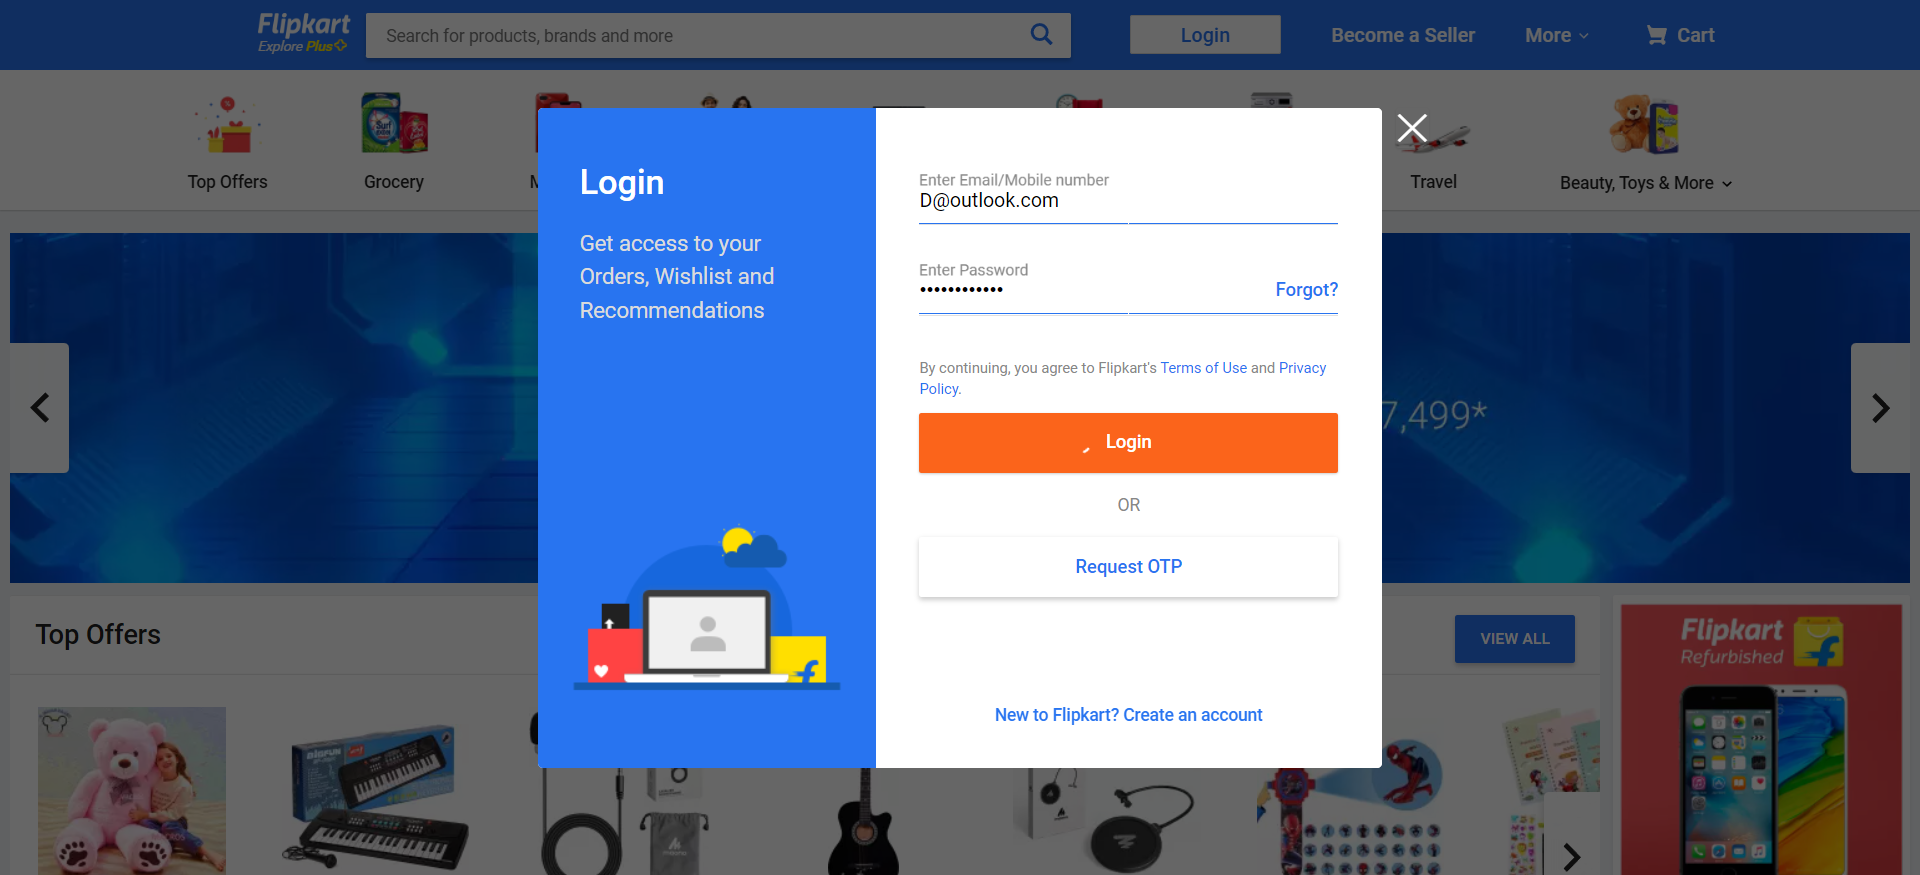 Flipkart
Explore Plus
Search for products, brands and more
Login
Become a Seller
More
Cart
Top Offers
Grocery
M
Travel
Beauty, Toys & More
Login
Get access to your
Orders, Wishlist and
Recommendations
Enter Email/Mobile number
D@outlook.com
Enter Password
••••••••••••
Forgot?
By continuing, you agree to Flipkart's Terms of Use and Privacy
Policy.
Login
OR
Request OTP
New to Flipkart? Create an account
7,499*
Top Offers
VIEW ALL
Flipkart
Refurbished
Surf
BIGFUN